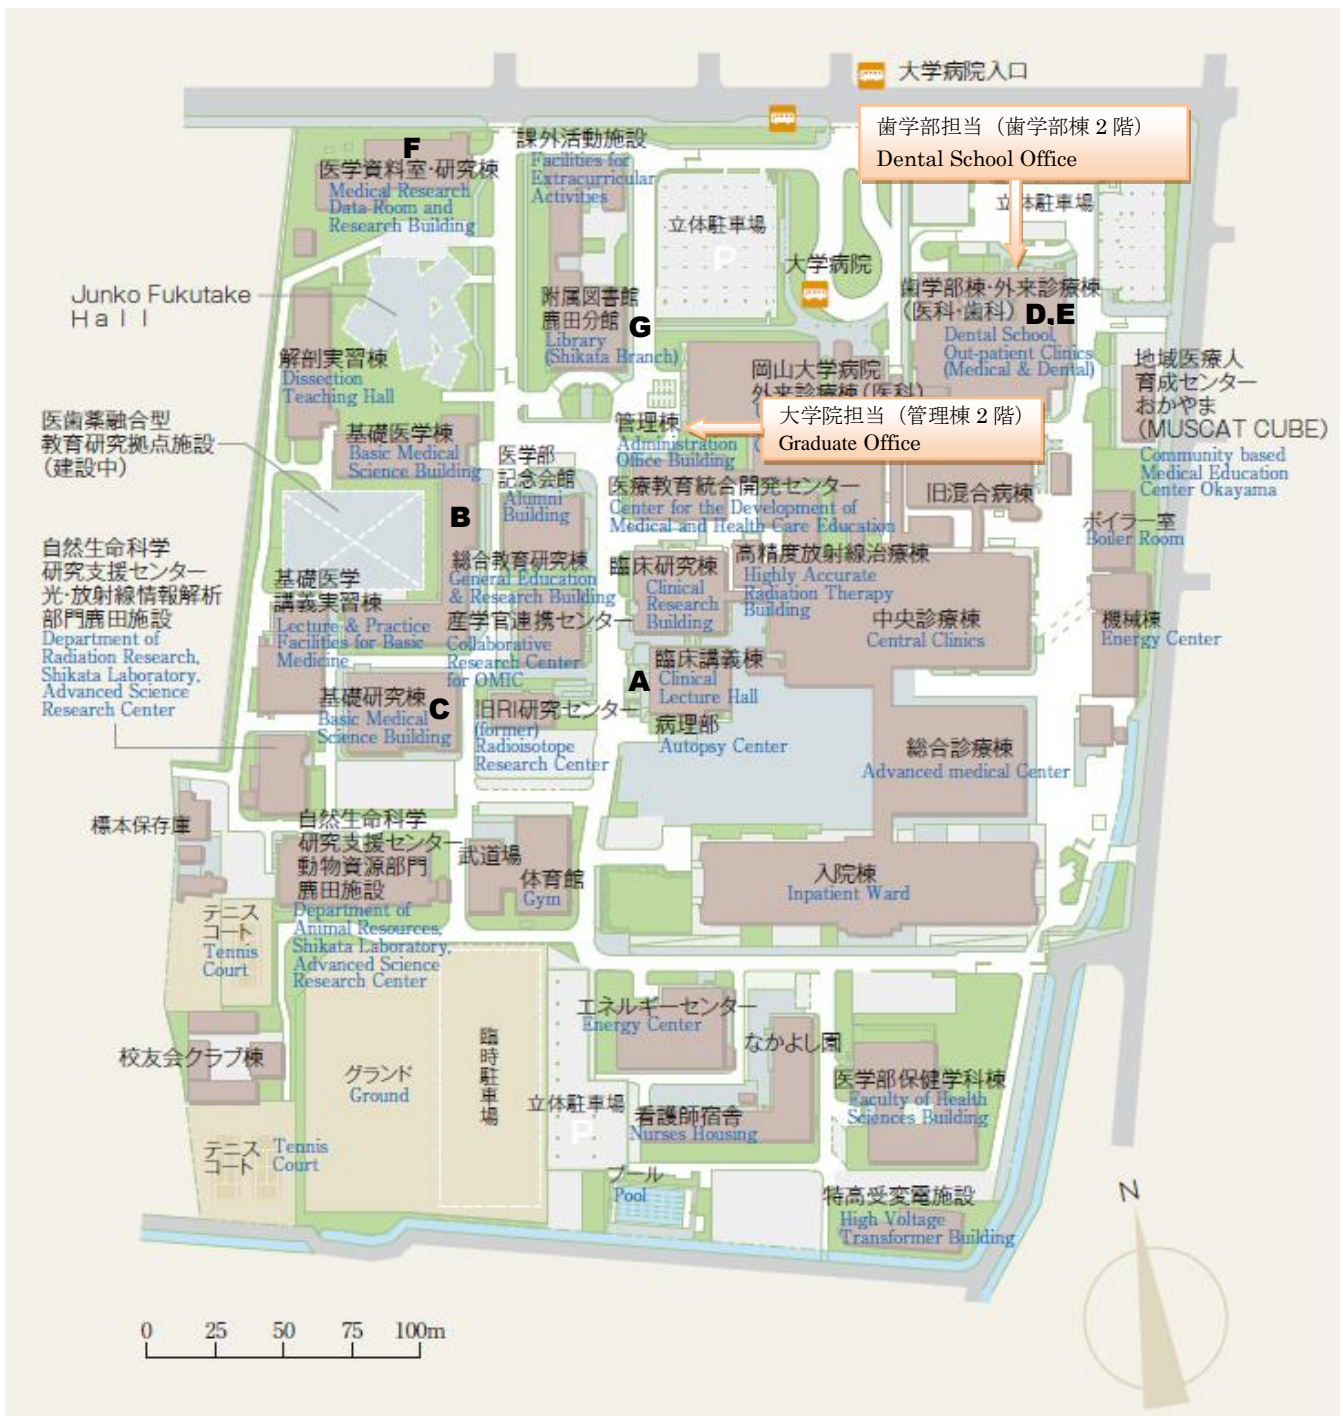 大学病院入口
歯学部担当（歯学部棟２階）
Dental School Office
F
医学資料室・研究棟
Medical Research
Data Room and
Research Building
課外活動施設
Facilities for
Extracurricular
Activities
立体駐車場
P
大学病院
立体駐車場
Junko Fukutake
Hall
附属図書館
鹿田分館
G
Library
(Shikata Branch)
歯学部棟・外来診療棟
(医科・歯科)
D,E
Dental School,
Out-patient Clinics
(Medical & Dental)
解剖実習棟
Dissection
Teaching Hall
岡山大学病院
外来診療棟(医科)
地域医療人
育成センター
おかやま
(MUSCAT CUBE)
Community based
Medical Education
Center Okayama
医歯薬融合型
教育研究拠点施設
(建設中)
基礎医学棟
Basic Medical
Science Building
医学部
記念会館
Alumni
Building
管理棟
Administration
Office Building
大学院担当（管理棟２階）
Graduate Office
医療教育統合開発センター
Center for the Development of
Medical and Health Care Education
旧混合病棟
ボイラー室
Boiler Room
B
自然生命科学
研究支援センター
光・放射線情報解析
部門鹿田施設
Department of
Radiation Research,
Shikata Laboratory,
Advanced Science
Research Center
基礎医学
講義実習棟
Lecture & Practice
Facilities for Basic
Medicine
総合教育研究棟
General Education
& Research Building
産学官連携センター
Collaborative
Research Center
for OMIC
臨床研究棟
Clinical
Research
Building
高精度放射線治療棟
Highly Accurate
Radiation Therapy
Building
中央診療棟
Central Clinics
機械棟
Energy Center
A
臨床講義棟
Clinical
Lecture Hall
基礎研究棟
C
Basic Medical
Science Building
旧RI研究センター
(former)
Radioisotope
Research Center
病理部
Autopsy Center
総合診療棟
Advanced medical Center
標本保存庫
自然生命科学
研究支援センター
動物資源部門
鹿田施設
Department of
Animal Resources,
Shikata Laboratory,
Advanced Science
Research Center
武道場
体育館
Gym
入院棟
Inpatient Ward
テニス
コート
Tennis
Court
エネルギーセンター
Energy Center
なかよし園
校友会クラブ棟
グランド
Ground
臨時駐車場
立体駐車場
P
看護師宿舎
Nurses Housing
医学部保健学科棟
Faculty of Health
Sciences Building
テニス
コート
Tennis
Court
プール
Pool
特高受変電施設
High Voltage
Transformer Building
N
0 25 50 75 100m